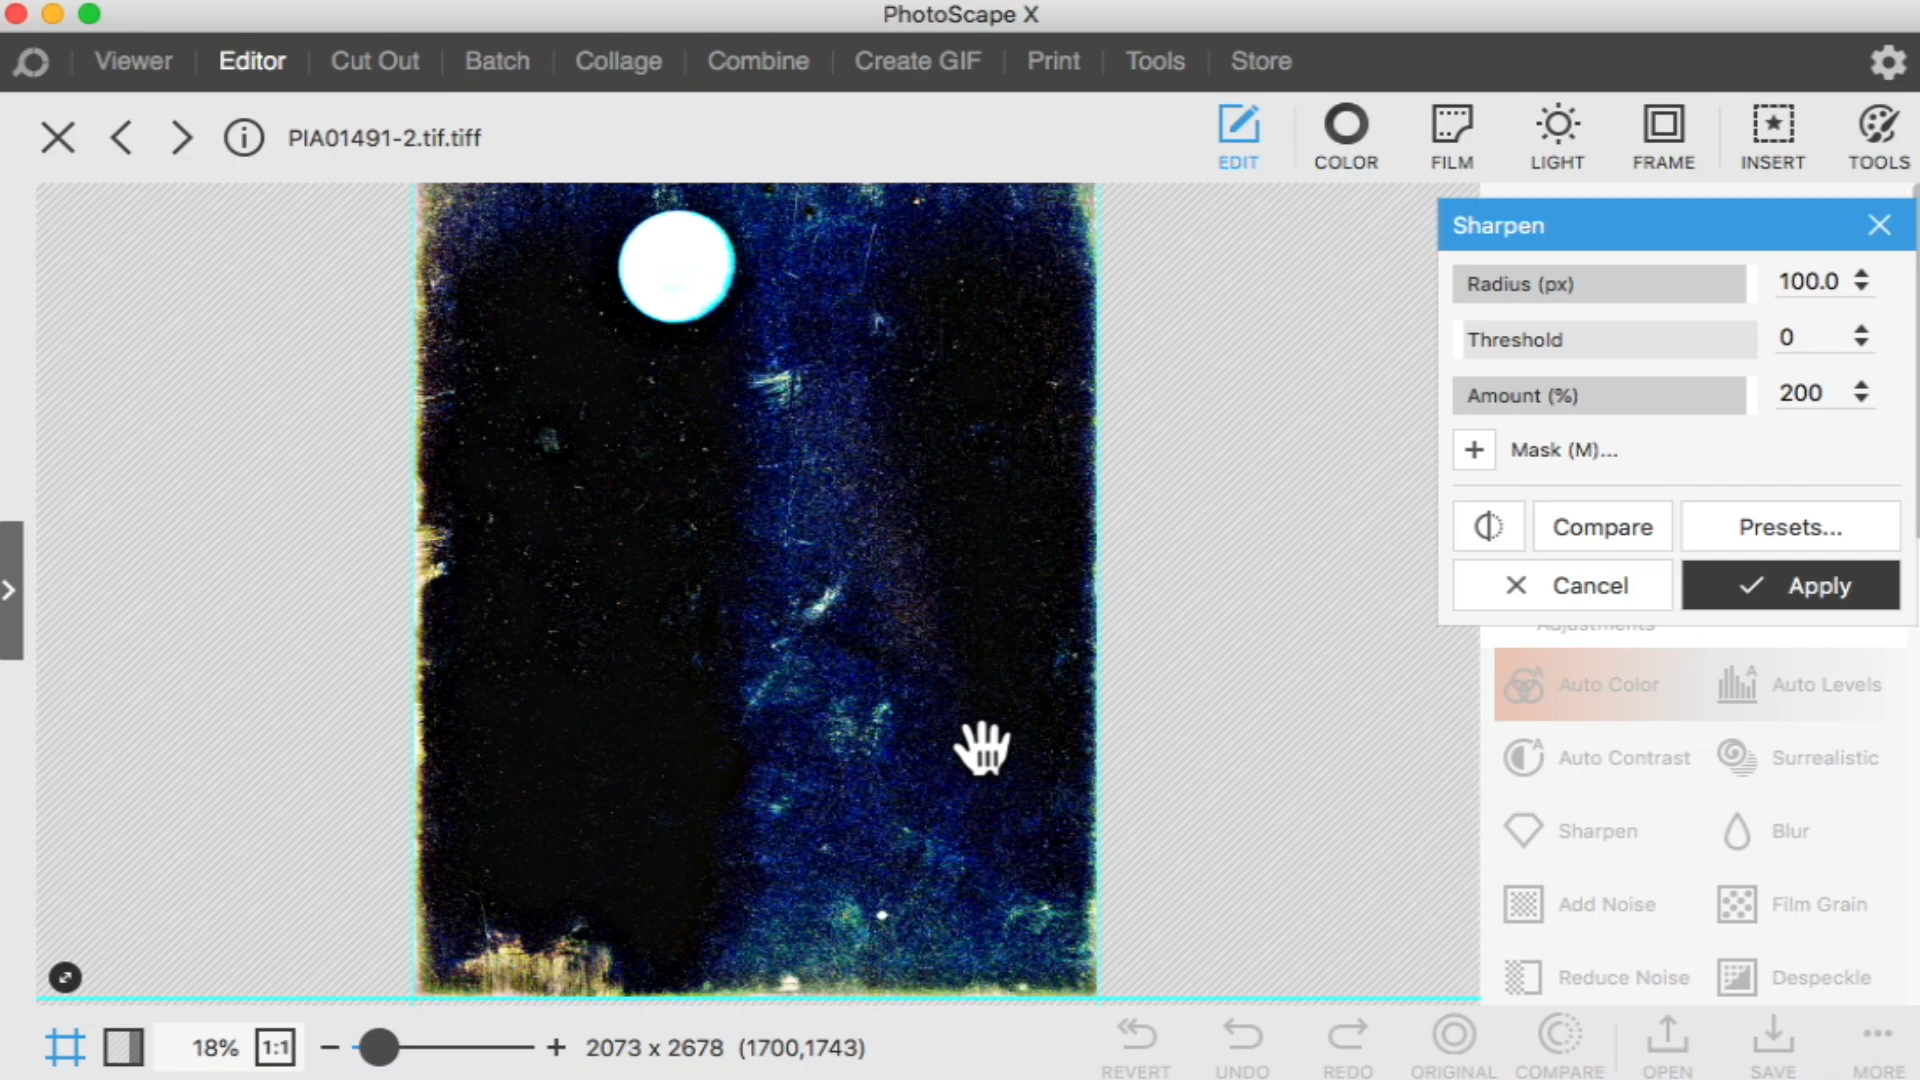 PhotoScape X
Viewer Editor Cut Out Batch Collage Combine Create GIF Print Tools Store
PIA01491-2.tif.tiff
EDIT COLOR FILM LIGHT FRAME INSERT TOOLS
Sharpen
Radius (px) 100.0
Threshold 0
Amount (%) 200
+ Mask (M)...
Compare Presets...
Cancel Apply
Adjustments
Auto Color Auto Levels
Auto Contrast Surrealistic
Sharpen Blur
Add Noise Film Grain
Reduce Noise Despeckle
18% 1:1 2073 x 2678 (1700,1743)
REVERT UNDO REDO ORIGINAL COMPARE OPEN SAVE MORE